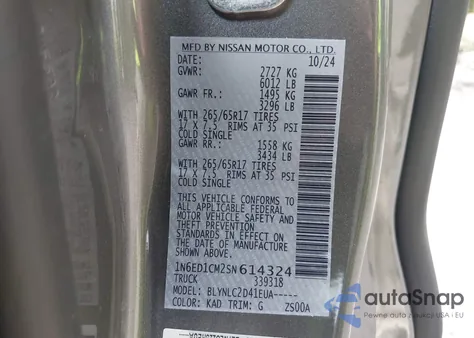 MFD BY NISSAN MOTOR CO., LTD.
DATE: 10/24
GVWR: 2727 KG
6012 LB
GAWR FR.: 1495 KG
3296 LB
WITH 265/65R17 TIRES
17 X 7.5 RIMS AT 35 PSI
COLD SINGLE
GAWR RR.: 1558 KG
3434 LB
WITH 265/65R17 TIRES
17 X 7.5 RIMS AT 35 PSI
COLD SINGLE
THIS VEHICLE CONFORMS TO
ALL APPLICABLE FEDERAL
MOTOR VEHICLE SAFETY AND
THEFT PREVENTION
STANDARDS IN EFFECT ON
THE DATE OF MANUFACTURE
SHOWN ABOVE.
1N6ED1CM2SN614324
TRUCK 339318
MODEL: BLYNLC2D41EUA-----
COLOR: KAD TRIM: G ZS00A
autoSnap
Pewne auto z USA i Eu